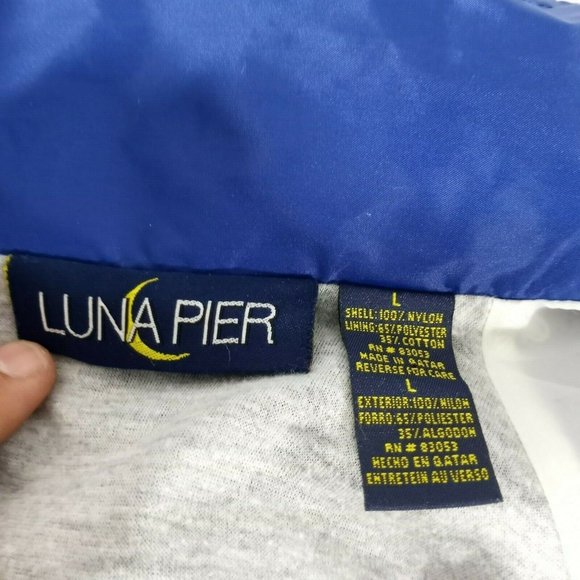 LUNA PIER
L
SHELL:100% NYLON
LINING:65% POLYESTER
35% COTTON
RN # 83053
MADE IN QATAR
REVERSE FOR CARE
L
EXTERIOR:100% NILON
FORRO:65% POLIESTER
35% ALGODON
RN # 83053
HECHO EN QATAR
ENTRETEIN AU VERSO